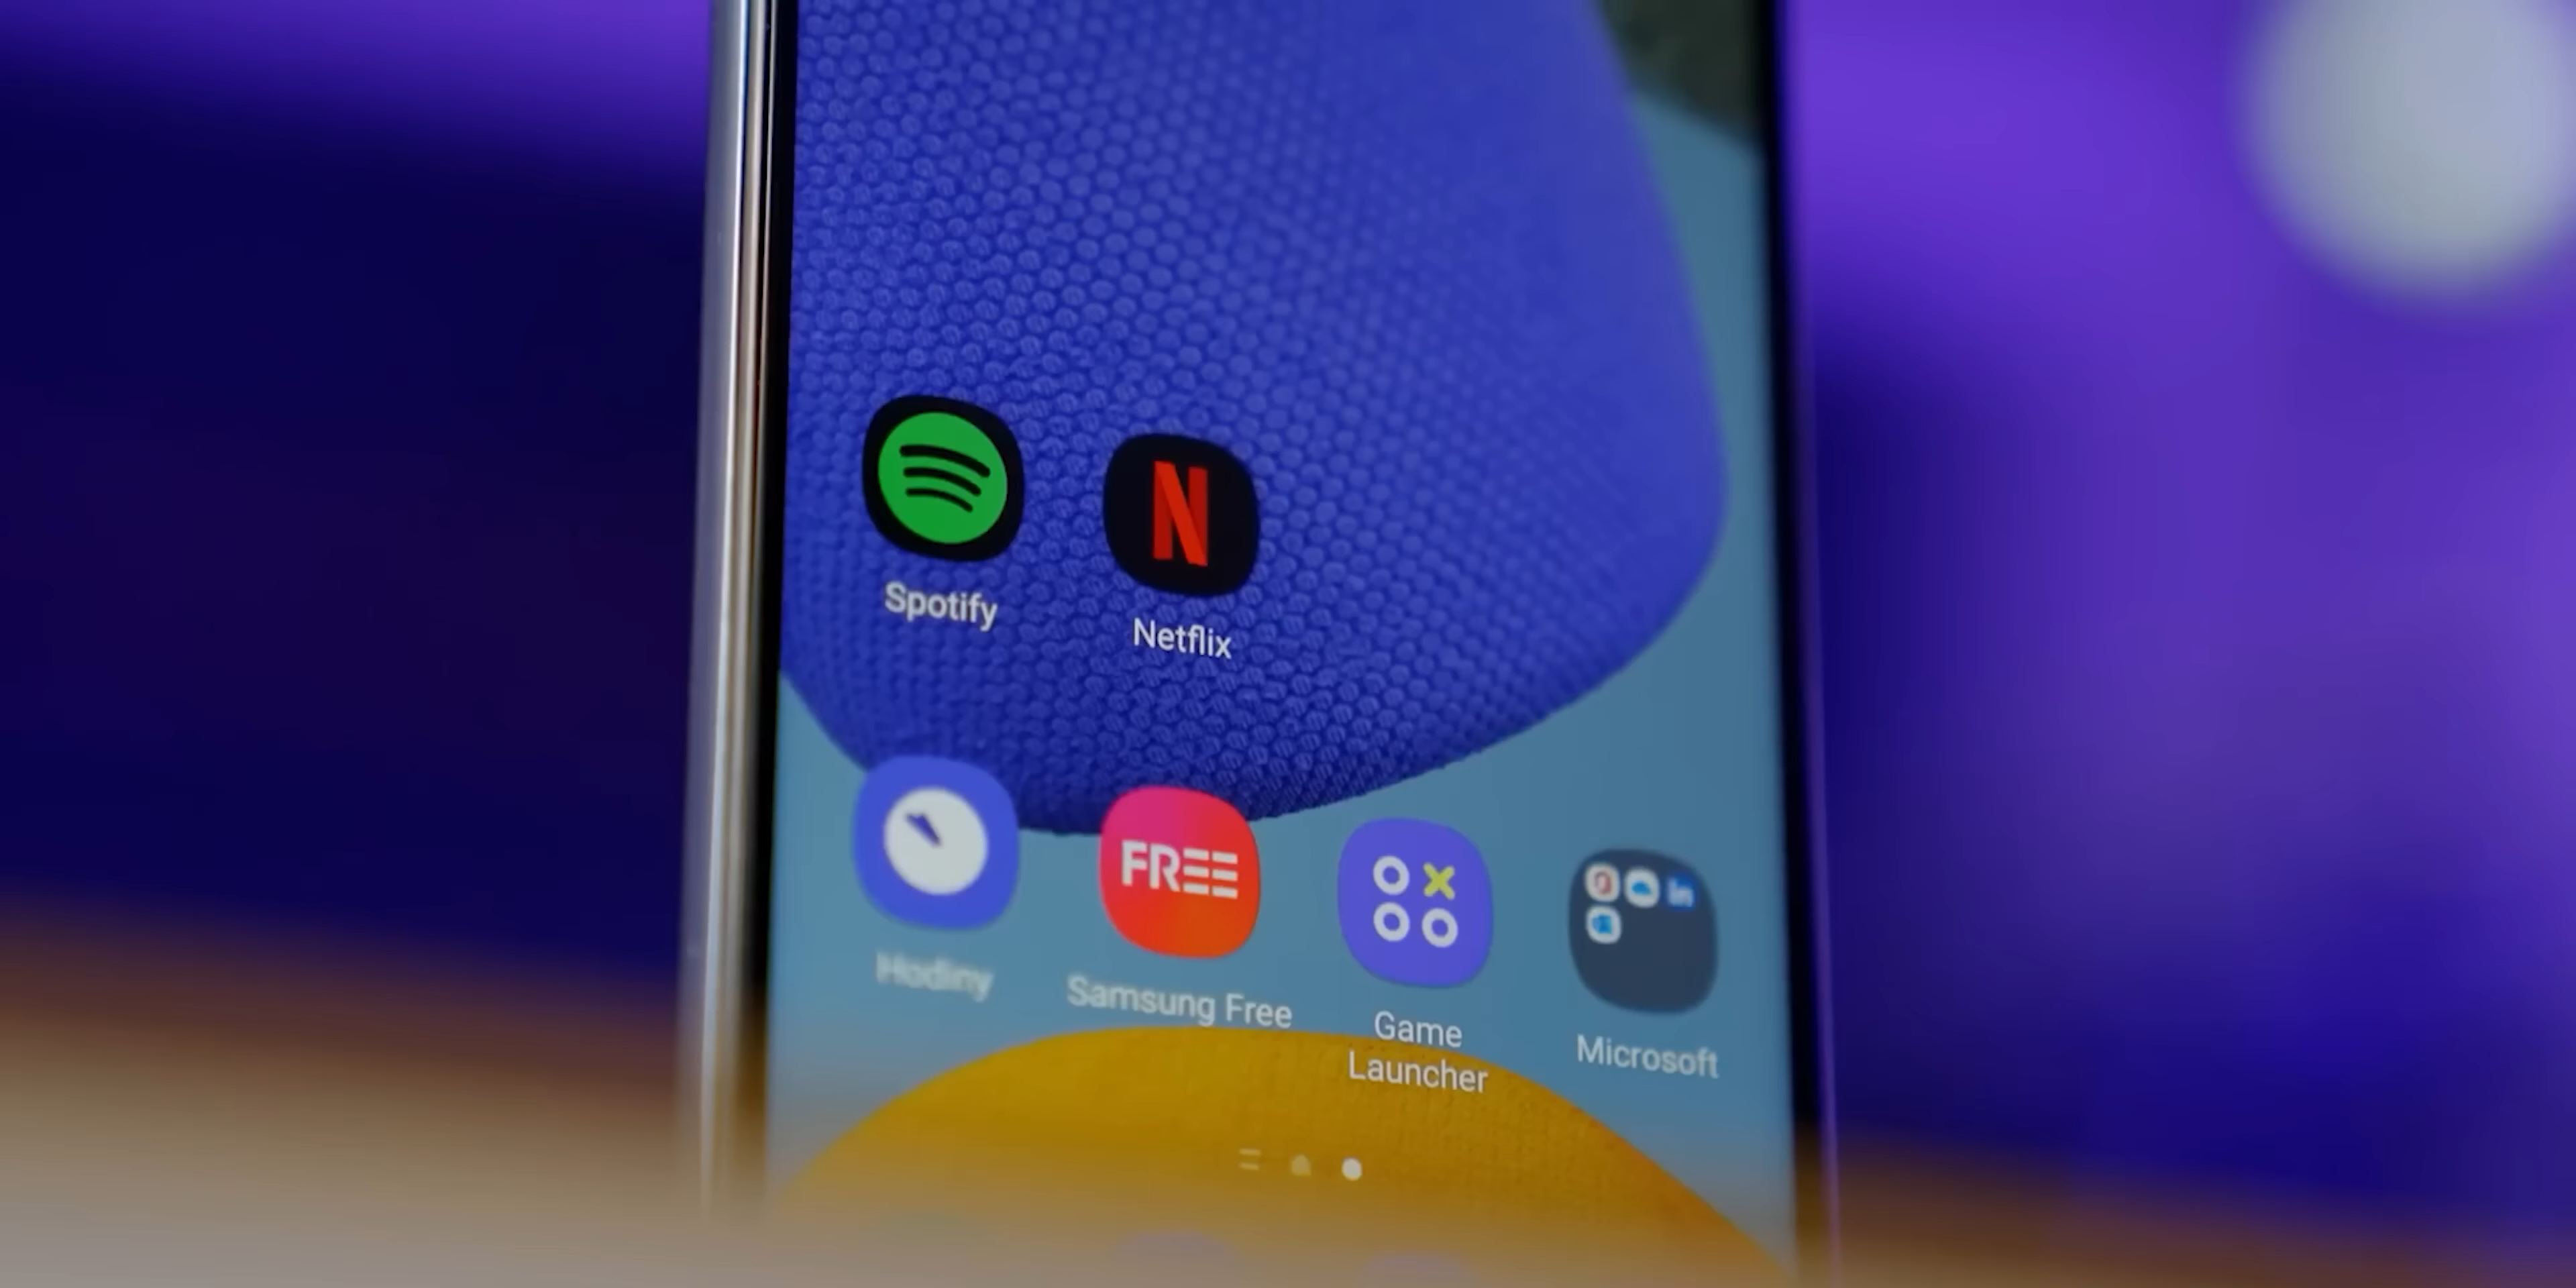 Spotify
Netflix
FREE
Hodiny
Samsung Free
Game
Launcher
Microsoft